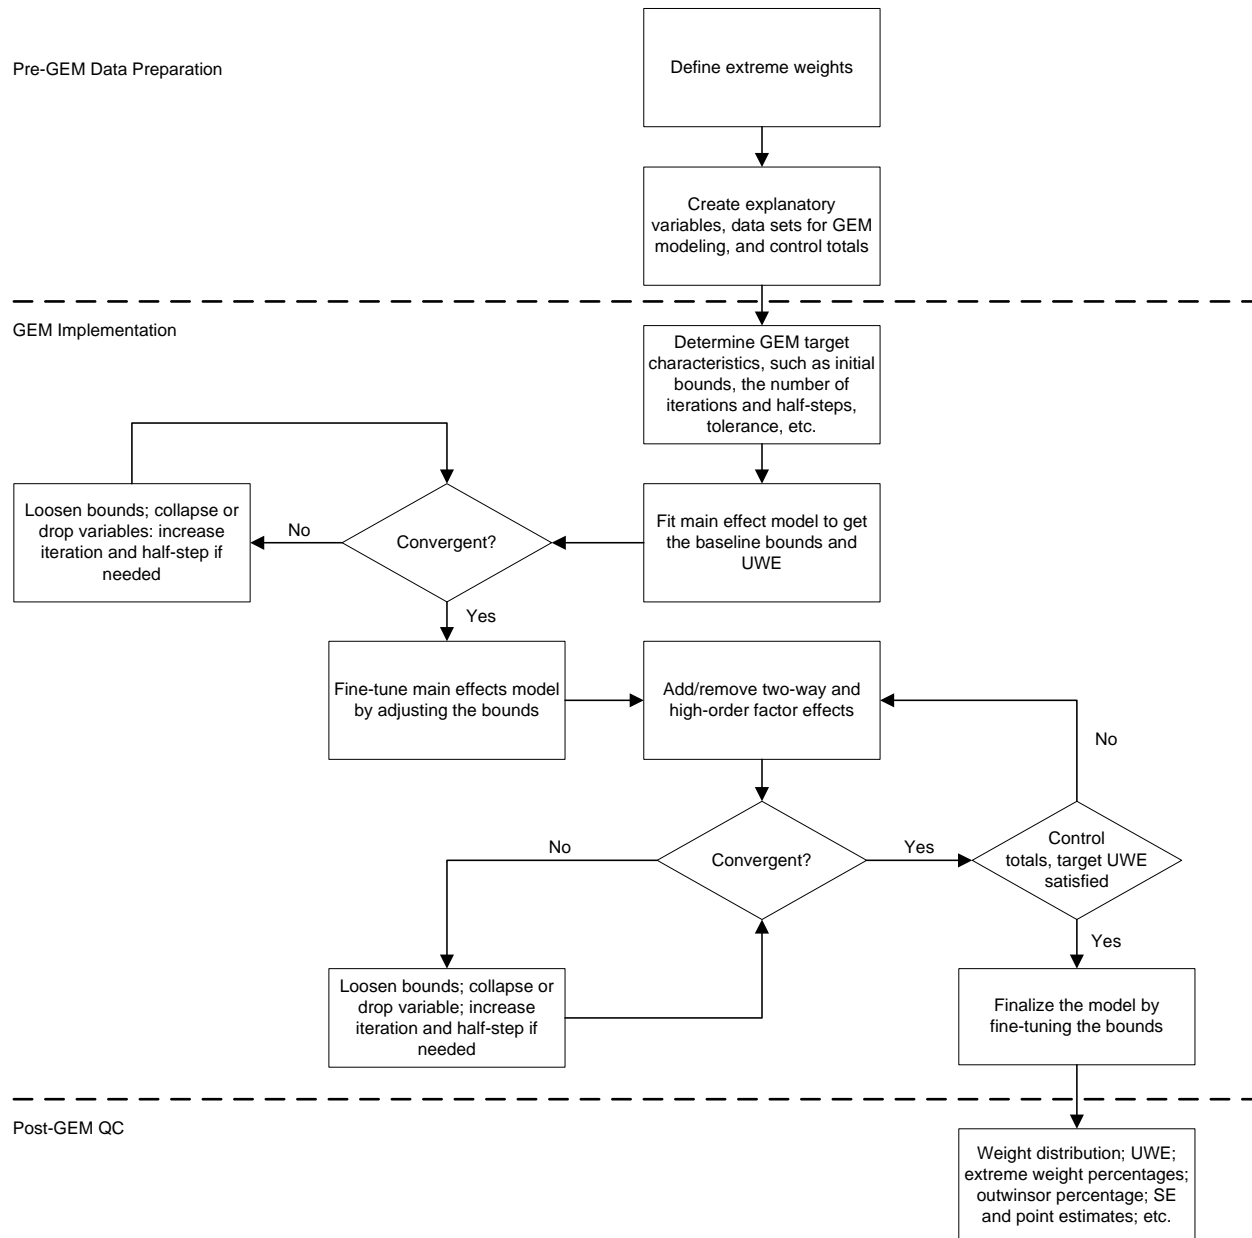 Pre-GEM Data Preparation
Define extreme weights
Create explanatory
variables, data sets for GEM
modeling, and control totals
GEM Implementation
Determine GEM target
characteristics, such as initial
bounds, the number of
iterations and half-steps,
tolerance, etc.
Loosen bounds; collapse or
drop variables: increase
iteration and half-step if
needed
No
Convergent?
Fit main effect model to get
the baseline bounds and
UWE
Yes
Fine-tune main effects model
by adjusting the bounds
Add/remove two-way and
high-order factor effects
No
No
Convergent?
Yes
Control
totals, target UWE
satisfied
Yes
Loosen bounds; collapse or
drop variable; increase
iteration and half-step if
needed
Finalize the model by
fine-tuning the bounds
Post-GEM QC
Weight distribution; UWE;
extreme weight percentages;
outwinsor percentage; SE
and point estimates; etc.